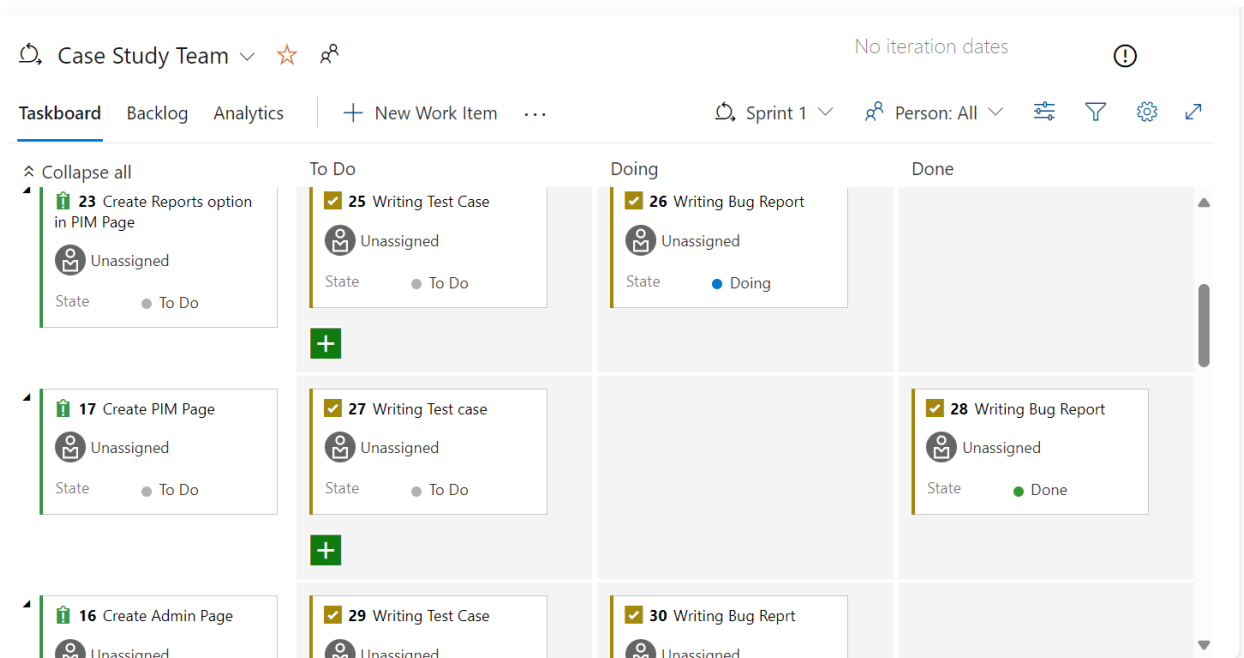 Case Study Team
No iteration dates
Taskboard Backlog Analytics New Work Item ... Sprint 1 Person: All
Collapse all To Do Doing Done
23 Create Reports option
in PIM Page
Unassigned
State To Do
25 Writing Test Case
Unassigned
State To Do
26 Writing Bug Report
Unassigned
State Doing
17 Create PIM Page
Unassigned
State To Do
27 Writing Test case
Unassigned
State To Do
28 Writing Bug Report
Unassigned
State Done
16 Create Admin Page
Unassigned
29 Writing Test Case
Unassigned
30 Writing Bug Reprt
Unassigned